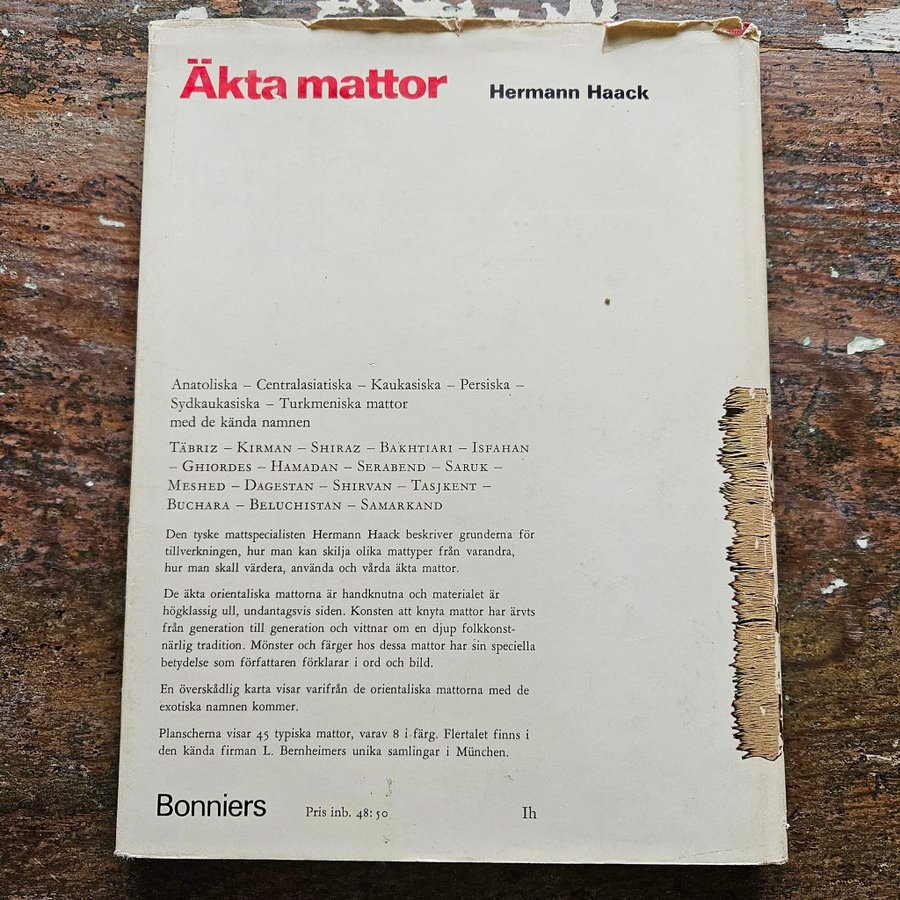 Äkta mattor Hermann Haack
Anatoliska – Centralasiatiska – Kaukasiska – Persiska –
Sydkaukasiska – Turkmeniska mattor
med de kända namnen
TÄBRIZ – KIRMAN – SHIRAZ – BAKHTIARI – ISFAHAN
– GHIORDES – HAMADAN – SERABEND – SARUK –
MESHED – DAGESTAN – SHIRVAN – TASJKENT –
BUCHARA – BELUCHISTAN – SAMARKAND
Den tyske mattspecialisten Hermann Haack beskriver grunderna för
tillverkningen, hur man kan skilja olika mattyper från varandra,
hur man skall värdera, använda och vårda äkta mattor.
De äkta orientaliska mattorna är handknutna och materialet är
högklassig ull, undantagsvis siden. Konsten att knyta mattor har ärvts
från generation till generation och vittnar om en djup folkkonst-
närlig tradition. Mönster och färger hos dessa mattor har sin speciella
betydelse som författaren förklarar i ord och bild.
En överskådlig karta visar varifrån de orientaliska mattorna med de
exotiska namnen kommer.
Planscherna visar 45 typiska mattor, varav 8 i färg. Flertalet finns i
den kända firman L. Bernheimers unika samlingar i München.
Bonniers Pris inb. 48:50 Ih